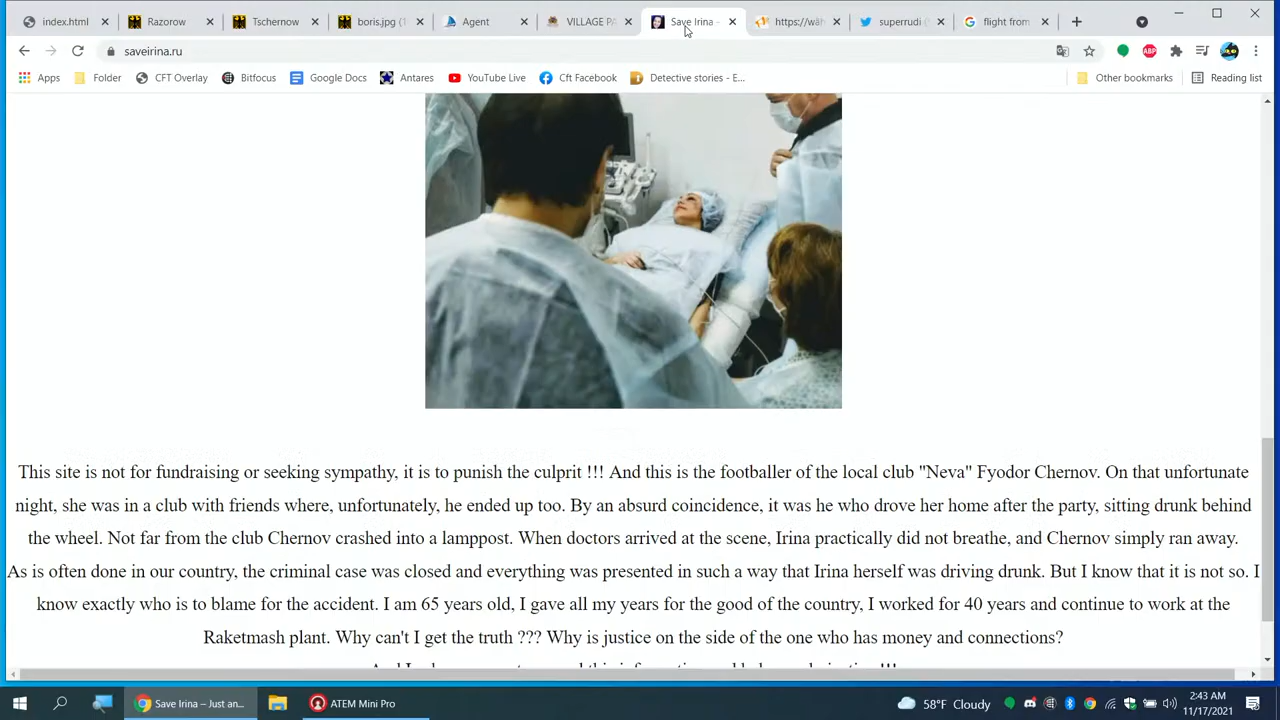 index.html
Razorow
Tschernow
boris.jpg (1
Agent
VILLAGE PA
Save Irina –
https://wäh
superrudi (
flight from
saveirina.ru
Apps
Folder
CFT Overlay
Bitfocus
Google Docs
Antares
YouTube Live
Cft Facebook
Detective stories - E...
Other bookmarks
Reading list
This site is not for fundraising or seeking sympathy, it is to punish the culprit !!! And this is the footballer of the local club "Neva" Fyodor Chernov. On that unfortunate
night, she was in a club with friends where, unfortunately, he ended up too. By an absurd coincidence, it was he who drove her home after the party, sitting drunk behind
the wheel. Not far from the club Chernov crashed into a lamppost. When doctors arrived at the scene, Irina practically did not breathe, and Chernov simply ran away.
As is often done in our country, the criminal case was closed and everything was presented in such a way that Irina herself was driving drunk. But I know that it is not so. I
know exactly who is to blame for the accident. I am 65 years old, I gave all my years for the good of the country, I worked for 40 years and continue to work at the
Raketmash plant. Why can't I get the truth ??? Why is justice on the side of the one who has money and connections?
Save Irina – Just an...
ATEM Mini Pro
58°F Cloudy
2:43 AM
11/17/2021